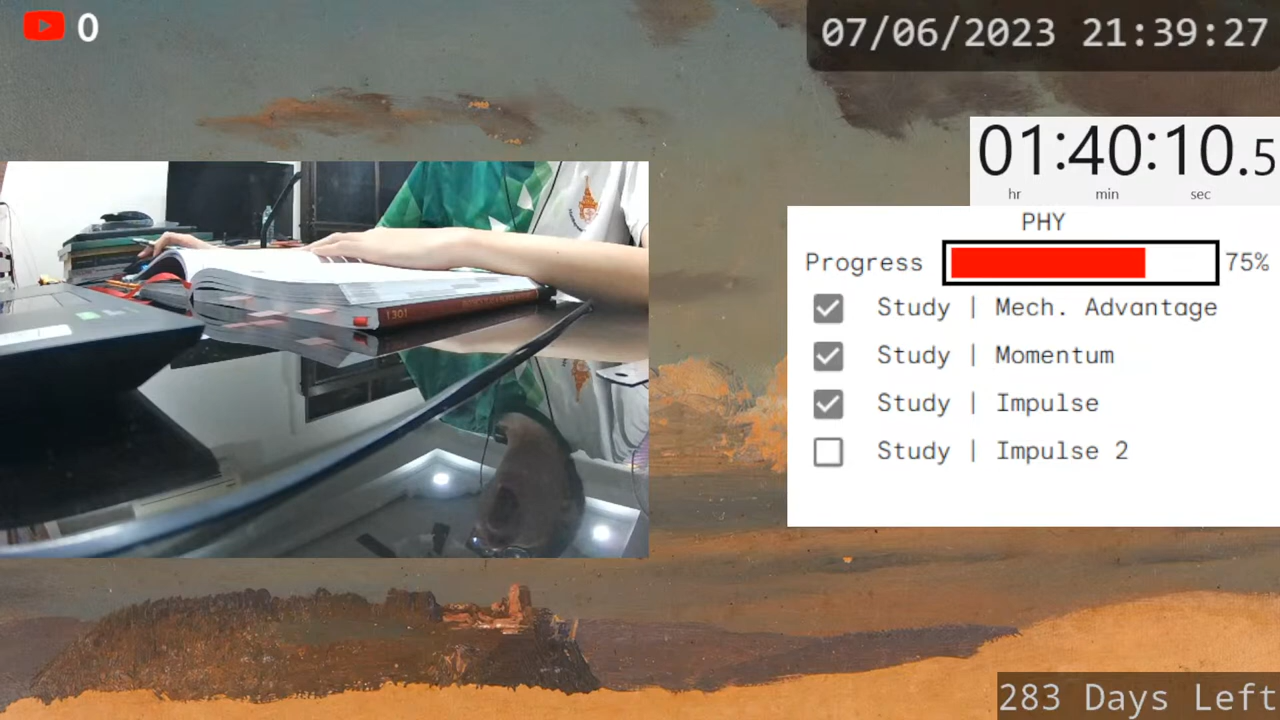 0
07/06/2023 21:39:27
01:40:10.5
hr min sec
PHY
Progress 75%
Study | Mech. Advantage
Study | Momentum
Study | Impulse
Study | Impulse 2
1301
283 Days Left